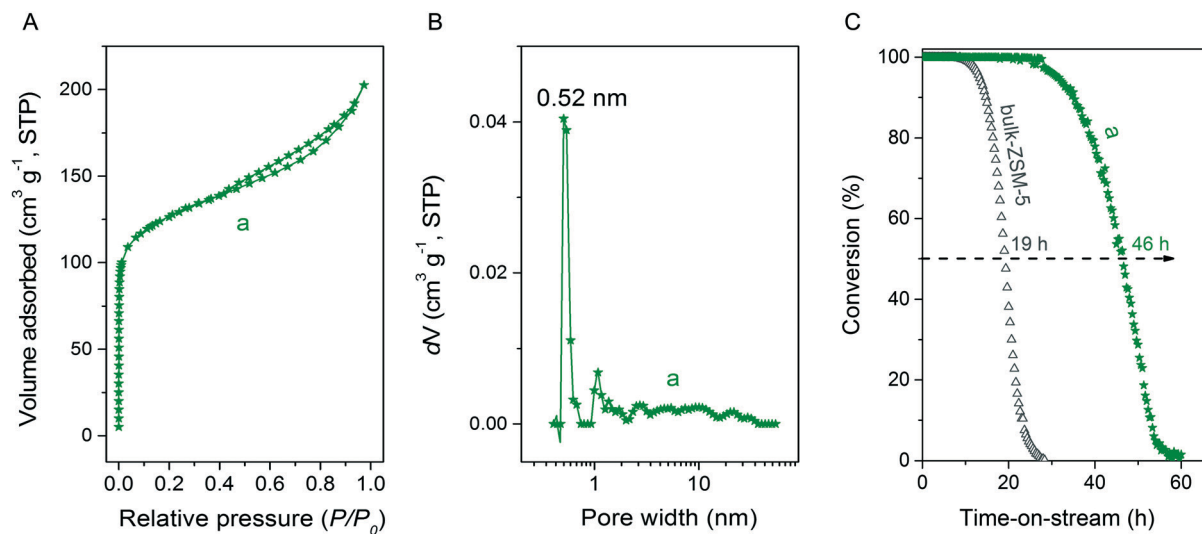 A
Volume adsorbed (cm³ g⁻¹, STP)
200
150
100
50
0
a
0.0 0.2 0.4 0.6 0.8 1.0
Relative pressure (P/P₀)
B
dV (cm³ g⁻¹, STP)
0.04
0.02
0.00
0.52 nm
a
1 10
Pore width (nm)
C
Conversion (%)
100
80
60
40
20
0
bulk-ZSM-5
a
19 h
46 h
0 20 40 60
Time-on-stream (h)